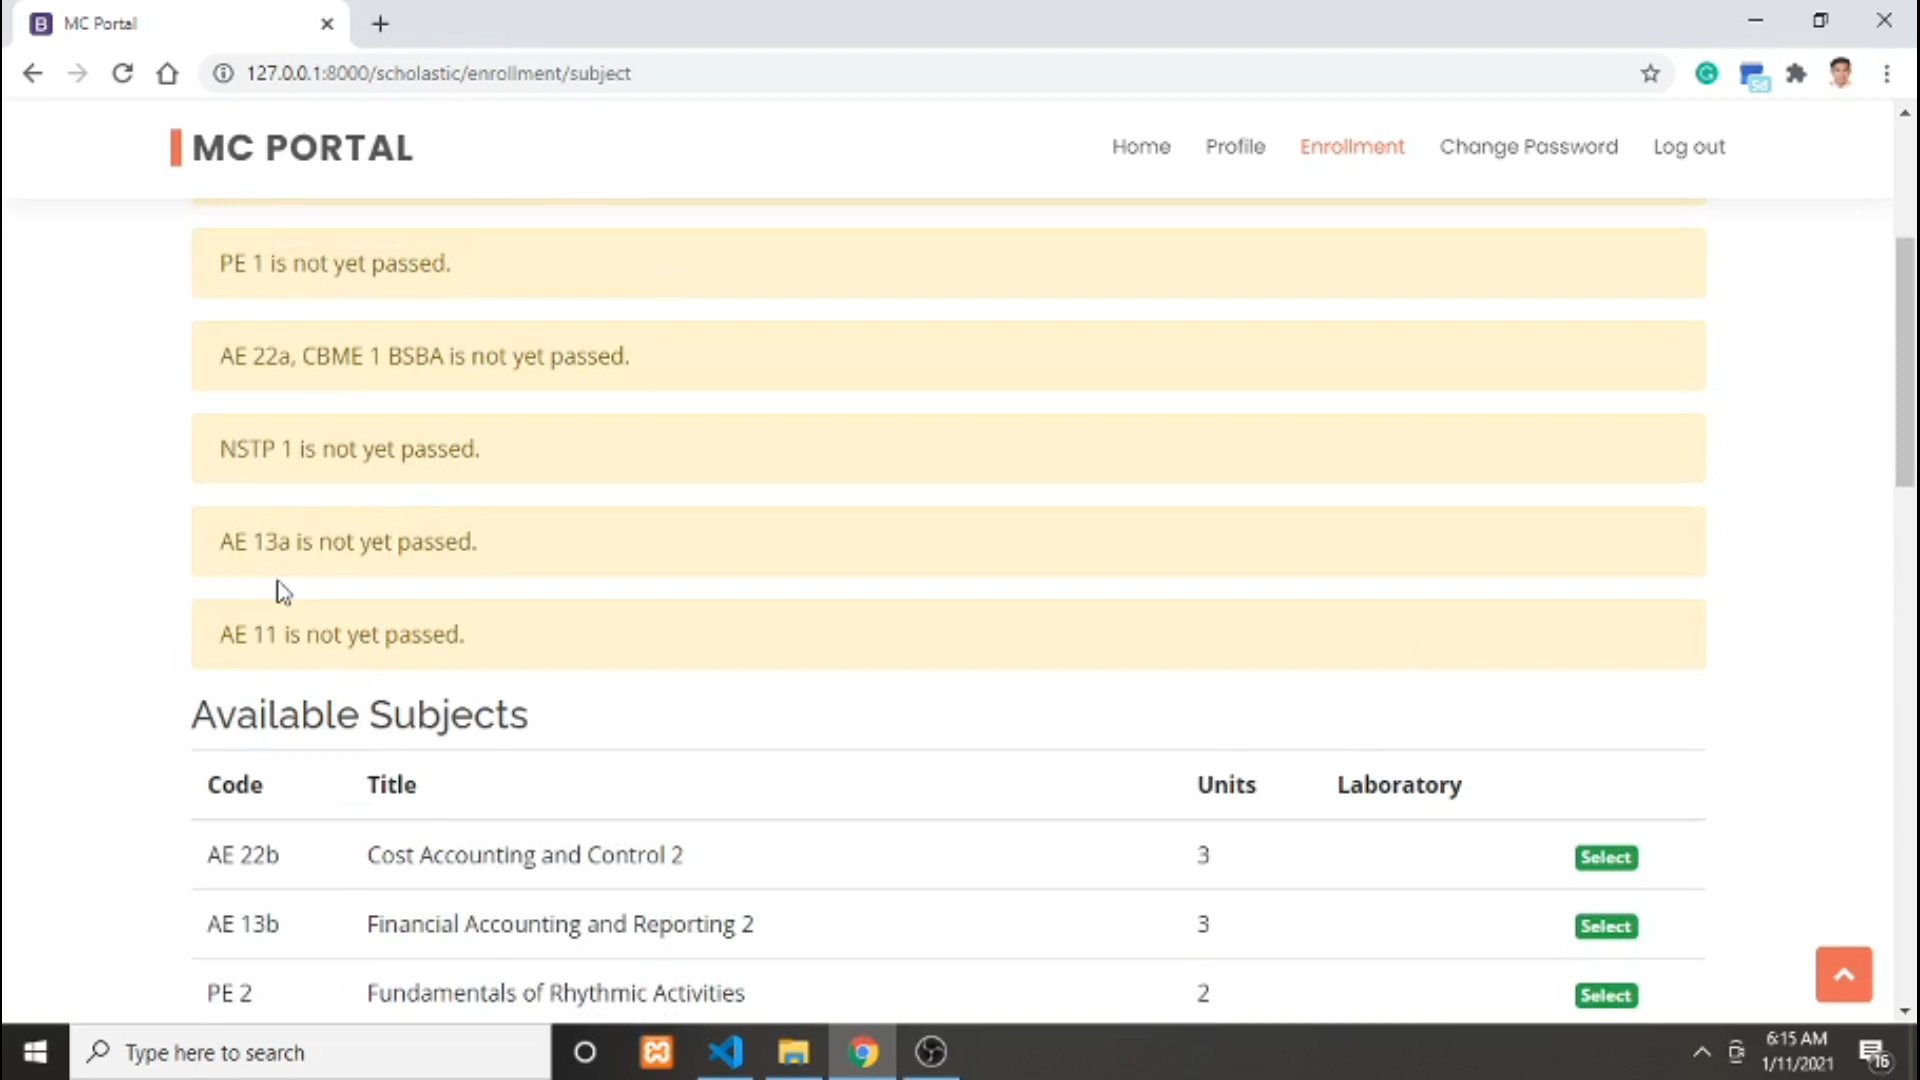 MC Portal
127.0.0.1:8000/scholastic/enrollment/subject
MC PORTAL
Home Profile Enrollment Change Password Log out
PE 1 is not yet passed.
AE 22a, CBME 1 BSBA is not yet passed.
NSTP 1 is not yet passed.
AE 13a is not yet passed.
AE 11 is not yet passed.
Available Subjects
Code Title Units Laboratory
AE 22b Cost Accounting and Control 2 3 Select
AE 13b Financial Accounting and Reporting 2 3 Select
PE 2 Fundamentals of Rhythmic Activities 2 Select
Type here to search
6:15 AM
1/11/2021
16